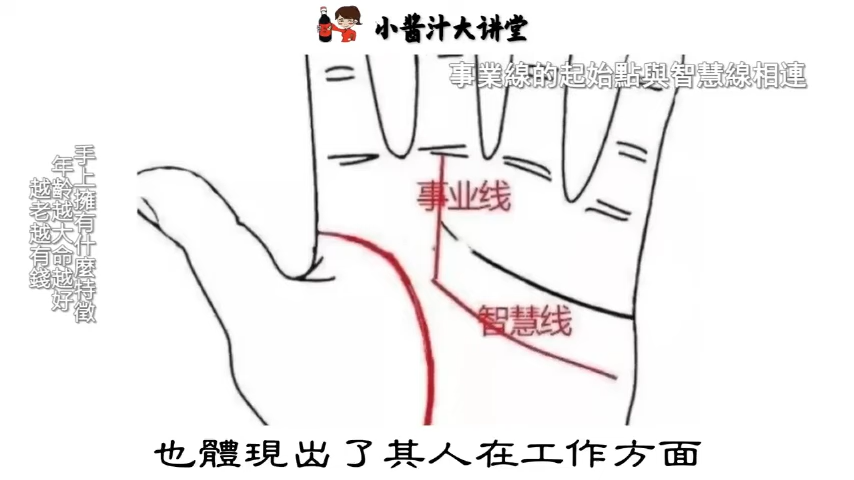 小酱汁大讲堂
事業線的起始點與智慧線相連
手上擁有什麼特徵
年齡越大命越好
越老越有錢
事业线
智慧线
也體現出了其人在工作方面